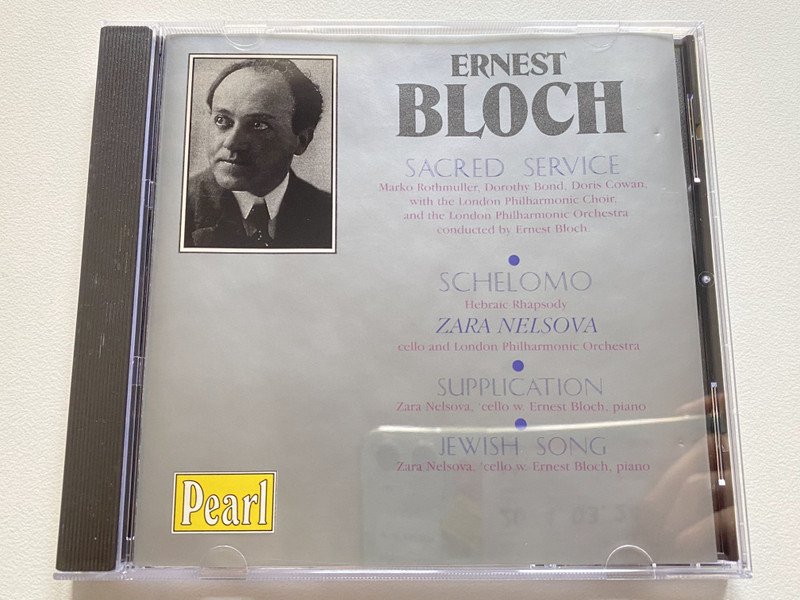 ERNEST
BLOCH
SACRED SERVICE
Marko Rothmuller, Dorothy Bond, Doris Cowan,
with the London Philharmonic Choir,
and the London Philharmonic Orchestra
conducted by Ernest Bloch.
SCHELOMO
Hebraic Rhapsody
ZARA NELSOVA
cello and London Philharmonic Orchestra
SUPPLICATION
Zara Nelsova, 'cello w. Ernest Bloch, piano
JEWISH SONG
Zara Nelsova, 'cello w. Ernest Bloch, piano
Pearl